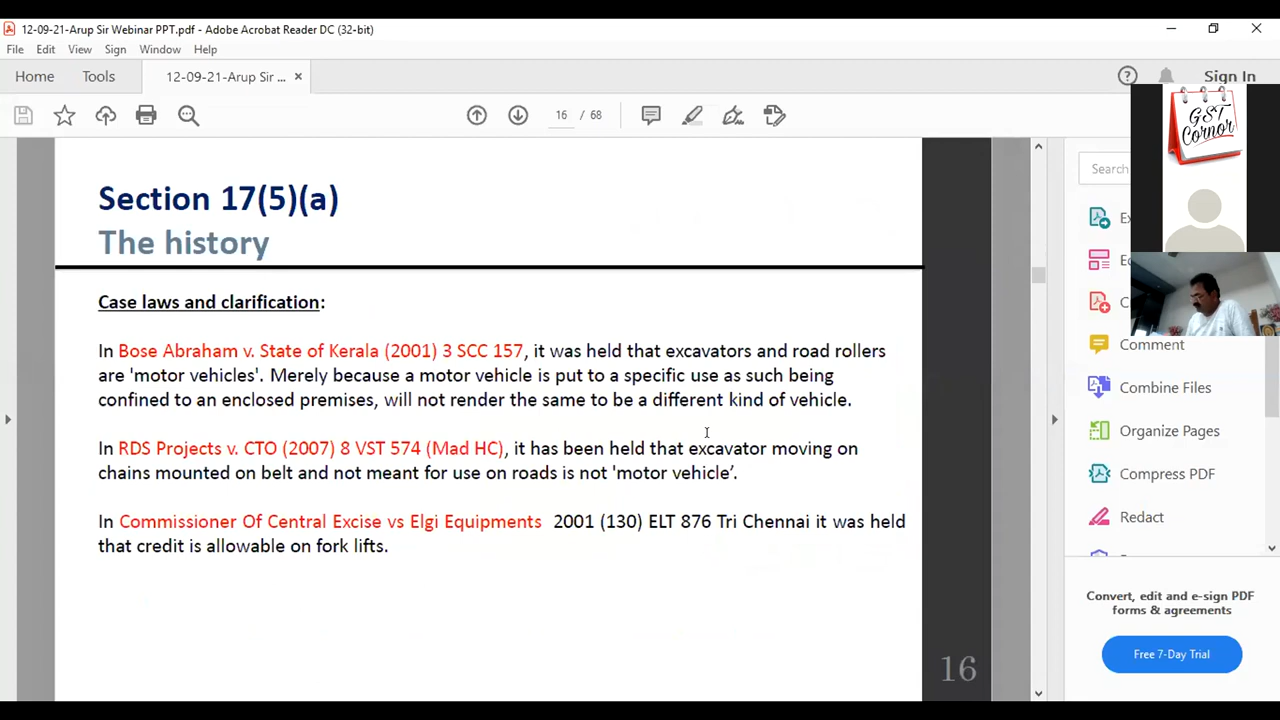 12-09-21-Arup Sir Webinar PPT.pdf - Adobe Acrobat Reader DC (32-bit)
File Edit View Sign Window Help
Home Tools 12-09-21-Arup Sir ... × Sign In
16 / 68
GST
Corner
Search
Section 17(5)(a)
The history
Case laws and clarification:
In Bose Abraham v. State of Kerala (2001) 3 SCC 157, it was held that excavators and road rollers
are 'motor vehicles'. Merely because a motor vehicle is put to a specific use as such being
confined to an enclosed premises, will not render the same to be a different kind of vehicle.
In RDS Projects v. CTO (2007) 8 VST 574 (Mad HC), it has been held that excavator moving on
chains mounted on belt and not meant for use on roads is not 'motor vehicle’.
In Commissioner Of Central Excise vs Elgi Equipments 2001 (130) ELT 876 Tri Chennai it was held
that credit is allowable on fork lifts.
16
Comment
Combine Files
Organize Pages
Compress PDF
Redact
Convert, edit and e-sign PDF
forms & agreements
Free 7-Day Trial